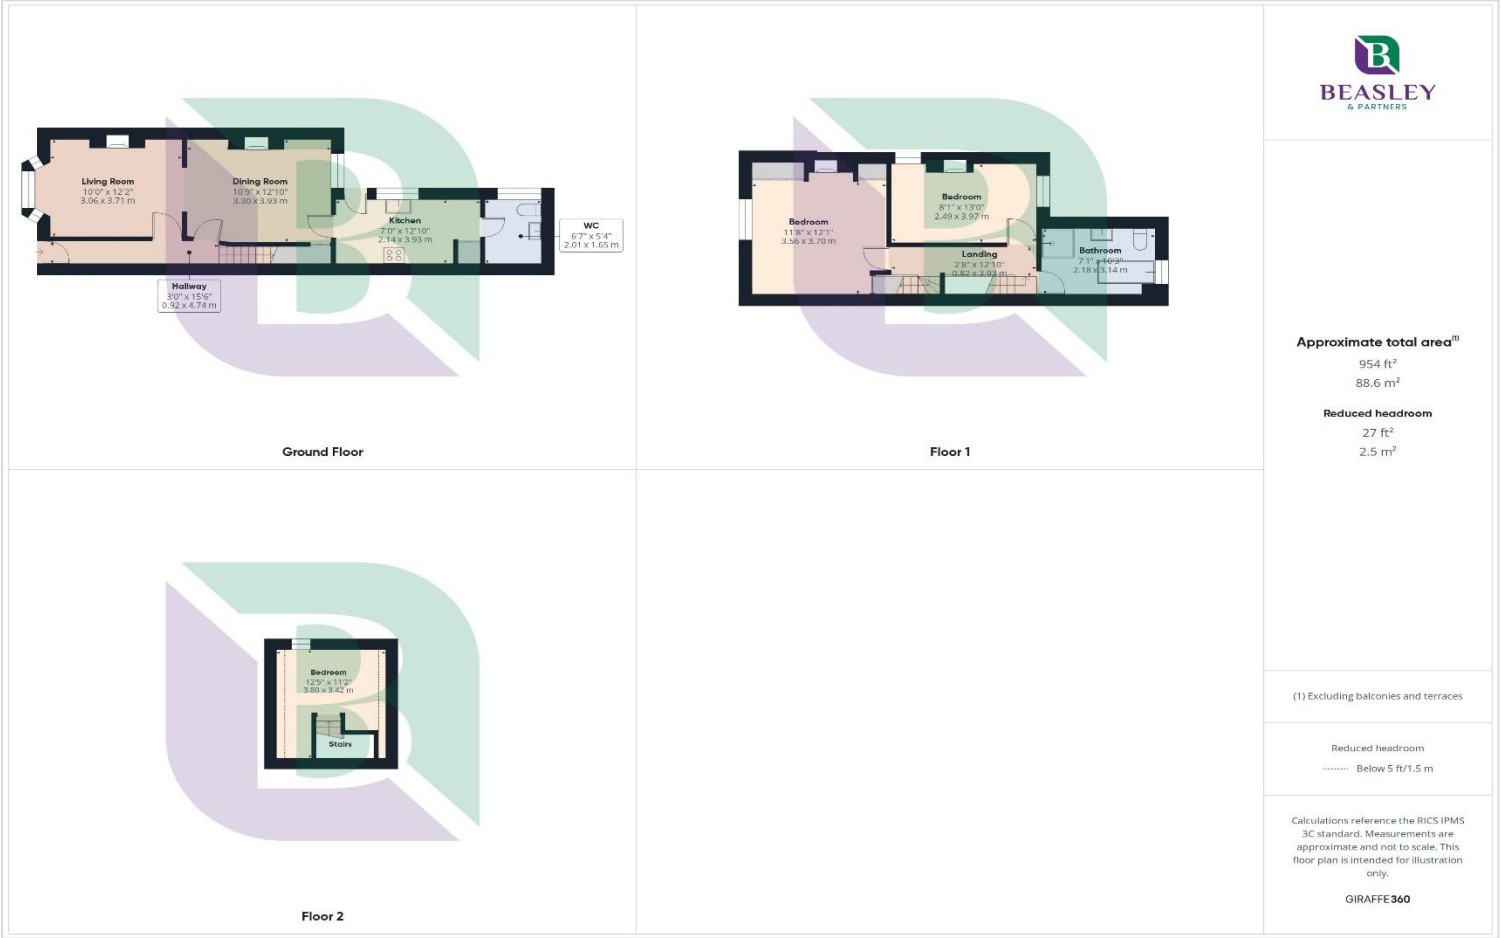 Living Room
10'0" x 12'2"
3.06 x 3.71 m
Dining Room
10'9" x 12'10"
3.30 x 3.93 m
Kitchen
7'0" x 12'10"
2.14 x 3.93 m
WC
6'7" x 5'4"
2.01 x 1.65 m
Hallway
3'0" x 15'6"
0.92 x 4.74 m
Ground Floor
Bedroom
11'8" x 12'1"
3.56 x 3.70 m
Bedroom
8'1" x 13'0"
2.49 x 3.97 m
Landing
2'8" x 12'10"
0.82 x 3.93 m
Bathroom
7'1" x 10'3"
2.18 x 3.14 m
Floor 1
Bedroom
12'5" x 11'2"
3.80 x 3.42 m
Stairs
Floor 2
B
BEASLEY
& PARTNERS
Approximate total area(1)
954 ft²
88.6 m²
Reduced headroom
27 ft²
2.5 m²
(1) Excluding balconies and terraces
Reduced headroom
Below 5 ft/1.5 m
Calculations reference the RICS IPMS
3C standard. Measurements are
approximate and not to scale. This
floor plan is intended for illustration
only.
GIRAFFE360